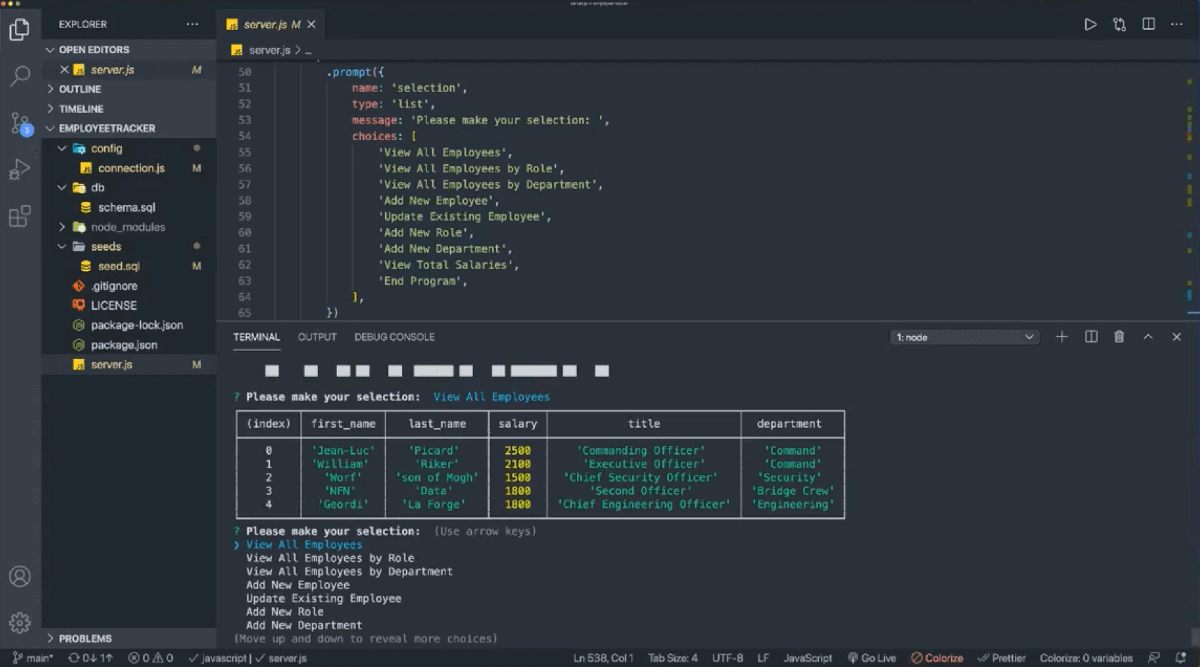 EXPLORER
OPEN EDITORS
server.js M
OUTLINE
TIMELINE
EMPLOYEETRACKER
config
connection.js M
db
schema.sql
node_modules
seeds
seed.sql M
.gitignore
LICENSE
package-lock.json
package.json
server.js M
PROBLEMS
server.js M
server.js > ...
50 .prompt({
51 name: 'selection',
52 type: 'list',
53 message: 'Please make your selection: ',
54 choices: [
55 'View All Employees',
56 'View All Employees by Role',
57 'View All Employees by Department',
58 'Add New Employee',
59 'Update Existing Employee',
60 'Add New Role',
61 'Add New Department',
62 'View Total Salaries',
63 'End Program',
64 ],
65 })
TERMINAL OUTPUT DEBUG CONSOLE 1: node
? Please make your selection: View All Employees
(index) first_name last_name salary title department
0 'Jean-Luc' 'Picard' 2500 'Commanding Officer' 'Command'
1 'William' 'Riker' 2100 'Executive Officer' 'Command'
2 'Worf' 'son of Mogh' 1500 'Chief Security Officer' 'Security'
3 'NFN' 'Data' 1800 'Second Officer' 'Bridge Crew'
4 'Geordi' 'La Forge' 1800 'Chief Engineering Officer' 'Engineering'
? Please make your selection: (Use arrow keys)
❯ View All Employees
View All Employees by Role
View All Employees by Department
Add New Employee
Update Existing Employee
Add New Role
Add New Department
(Move up and down to reveal more choices)
main* 0↓ 1↑ 0 0 javascript | server.js Ln 538, Col 1 Tab Size: 4 UTF-8 LF JavaScript Go Live Colorize Prettier Colorize: 0 variables